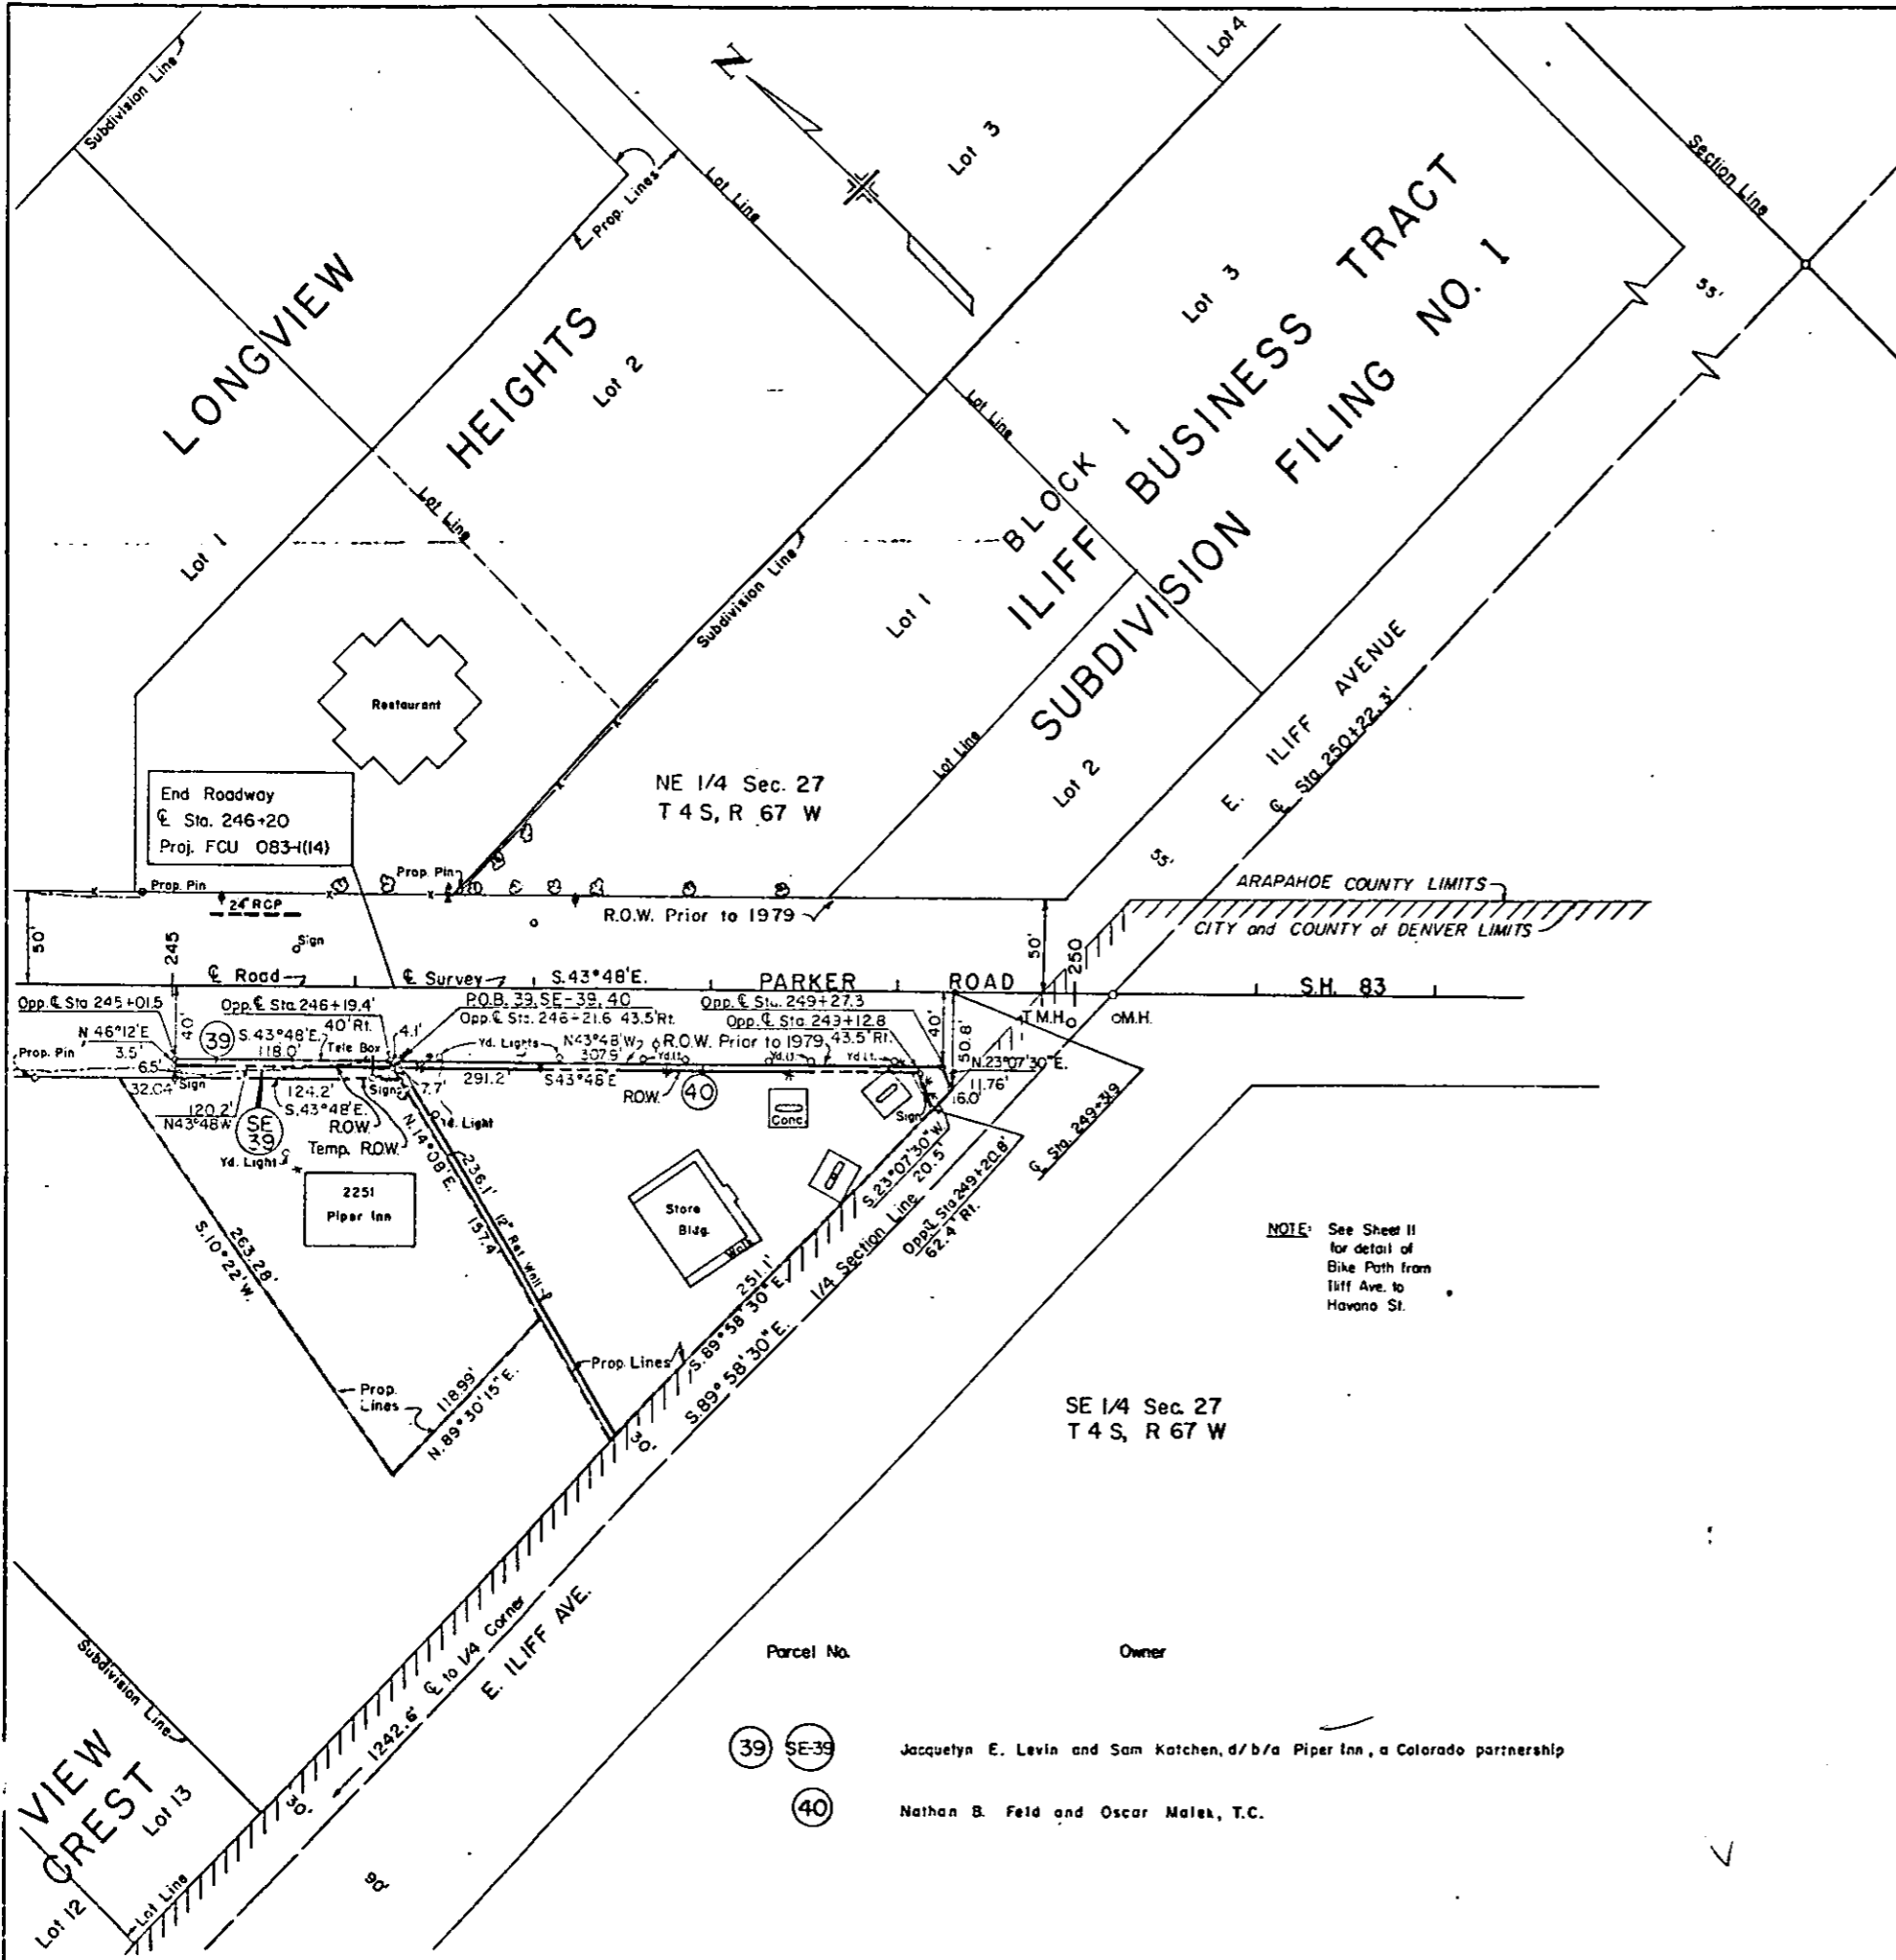 Subdivision Line
N
Lot 4
Lot 3
Prop. Lines
Lot Line
Section Line
LONGVIEW
HEIGHTS
Lot 2
Lot 3
ILIFF BUSINESS TRACT
SUBDIVISION FILING NO. 1
BLOCK 1
55'
Lot Line
Lot Line
Lot 1
Subdivision Line
Lot 1
Lot Line
Lot 2
E. ILIFF AVENUE
℄ Sta. 250+22.3'
Restaurant
NE 1/4 Sec. 27
T 4 S, R 67 W
End Roadway
℄ Sta. 246+20
Proj. FCU 083-1(14)
55'
Prop. Pin
Prop. Pin
24" RCP
R.O.W. Prior to 1979
ARAPAHOE COUNTY LIMITS
CITY and COUNTY of DENVER LIMITS
50'
245
Sign
50'
250
℄ Road
℄ Survey
S.43°48'E.
PARKER ROAD
S.H. 83
Opp.℄ Sta 245+01.5
Opp.℄ Sta.246+19.4'
P.O.B. 39, SE-39, 40
Opp.℄ Sta. 249+27.3
40'
40' Rt.
4.1'
Opp.℄ Sta. 246+21.6 43.5'Rt.
Opp.℄ Sta. 249+12.8
43.5' Rt.
40'
50.8'
T.M.H.
M.H.
N 46°12'E
3.5'
39
S.43°48'E.
118.0'
Tele Box
Yd. Lights
N43°48'W
307.9'
R.O.W. Prior to 1979
Yd.Lt.
Yd.Lt.
Yd.Lt.
N.23°07'30"E.
11.76'
Prop. Pin
6.5'
32.04'
Sign
124.2'
S.43°48'E.
Sign
7.7'
291.2'
S43°48'E
R.O.W.
40
16.0'
Sign
120.2'
N43°48'W
SE
39
R.O.W.
Temp. R.O.W.
Yd. Light
Yd. Light
Conc.
N.14°08'E.
236.1'
157.4'
12" Ret. Wall
S.23°07'30"W.
20.5'
℄ Sta. 249+31.9
2251
Piper Inn
Store
Bldg.
Walk
Opp.℄ Sta 249+20.8'
62.4' Rt.
1/4 Section Line
263.28'
S.10°22'W.
251.1'
S.89°58'30"E.
S.89°58'30"E.
NOTE: See Sheet 11
for detail of
Bike Path from
Iliff Ave. to
Havana St.
Prop. Lines
Prop.
Lines
118.99'
N.89°30'15"E.
30'
SE 1/4 Sec. 27
T 4 S, R 67 W
Subdivision Line
1242.6' ℄ to 1/4 Corner
E. ILIFF AVE.
30'
90'
VIEW
CREST
Lot 13
Lot 12
Lot Line
Parcel No. Owner
39 SE-39 Jacquelyn E. Levin and Sam Katchen, d/b/a Piper Inn, a Colorado partnership
40 Nathan B. Feld and Oscar Malek, T.C.